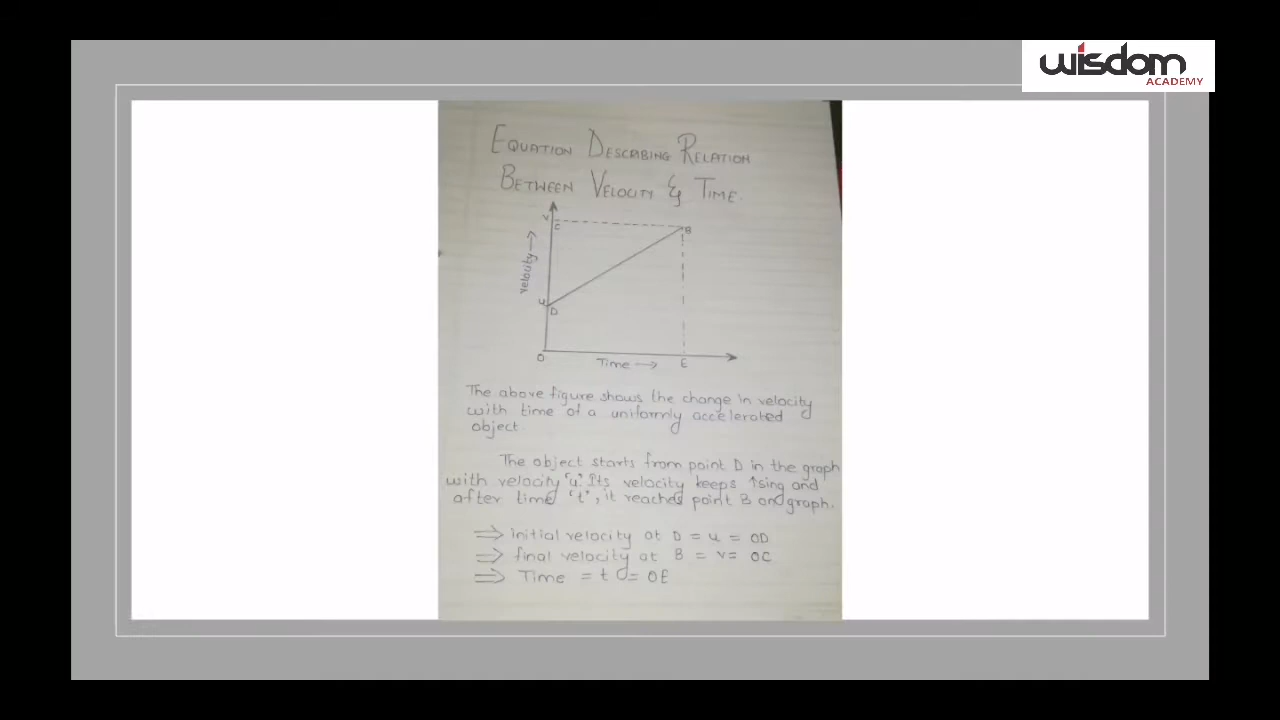 wisdom
ACADEMY
EQUATION DESCRIBING RELATION
BETWEEN VELOCITY & TIME.
V
C
B
Velocity →
U
D
O
Time →
E
The above figure shows the change in velocity
with time of a uniformly accelerated
object.
The object starts from point D in the graph
with velocity 'u'. Its velocity keeps ↑sing and
after time 't', it reaches point B on graph.
⇒ initial velocity at D = u = OD
⇒ final velocity at B = v = OC
⇒ Time = t = OE